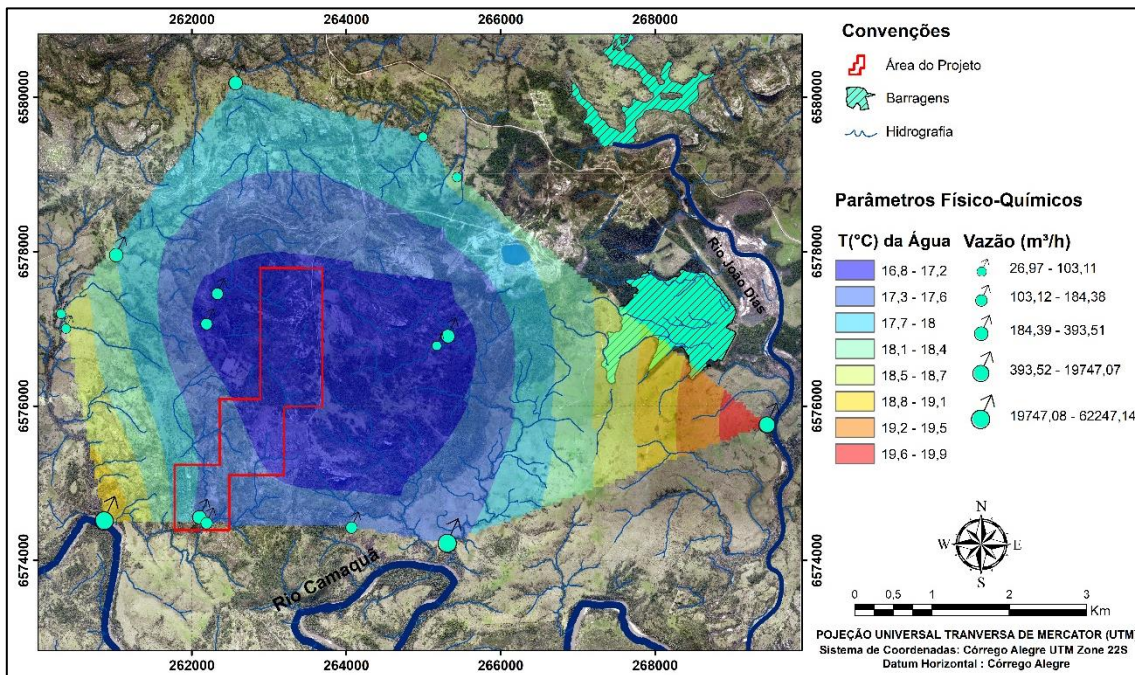 262000 264000 266000 268000
6580000
6578000
6576000
6574000
Rio João Dias
Rio Camaquã
262000 264000 266000 268000
6580000
6578000
6576000
6574000
Convenções
Área do Projeto
Barragens
Hidrografia
Parâmetros Físico-Químicos
T(°C) da Água Vazão (m³/h)
16,8 - 17,2 26,97 - 103,11
17,3 - 17,6 103,12 - 184,38
17,7 - 18 184,39 - 393,51
18,1 - 18,4 393,52 - 19747,07
18,5 - 18,7 19747,08 - 62247,14
18,8 - 19,1
19,2 - 19,5
19,6 - 19,9
N
W E
S
0 0,5 1 2 3
Km
POJEÇÃO UNIVERSAL TRANVERSA DE MERCATOR (UTM)
Sistema de Coordenadas: Córrego Alegre UTM Zone 22S
Datum Horizontal : Córrego Alegre